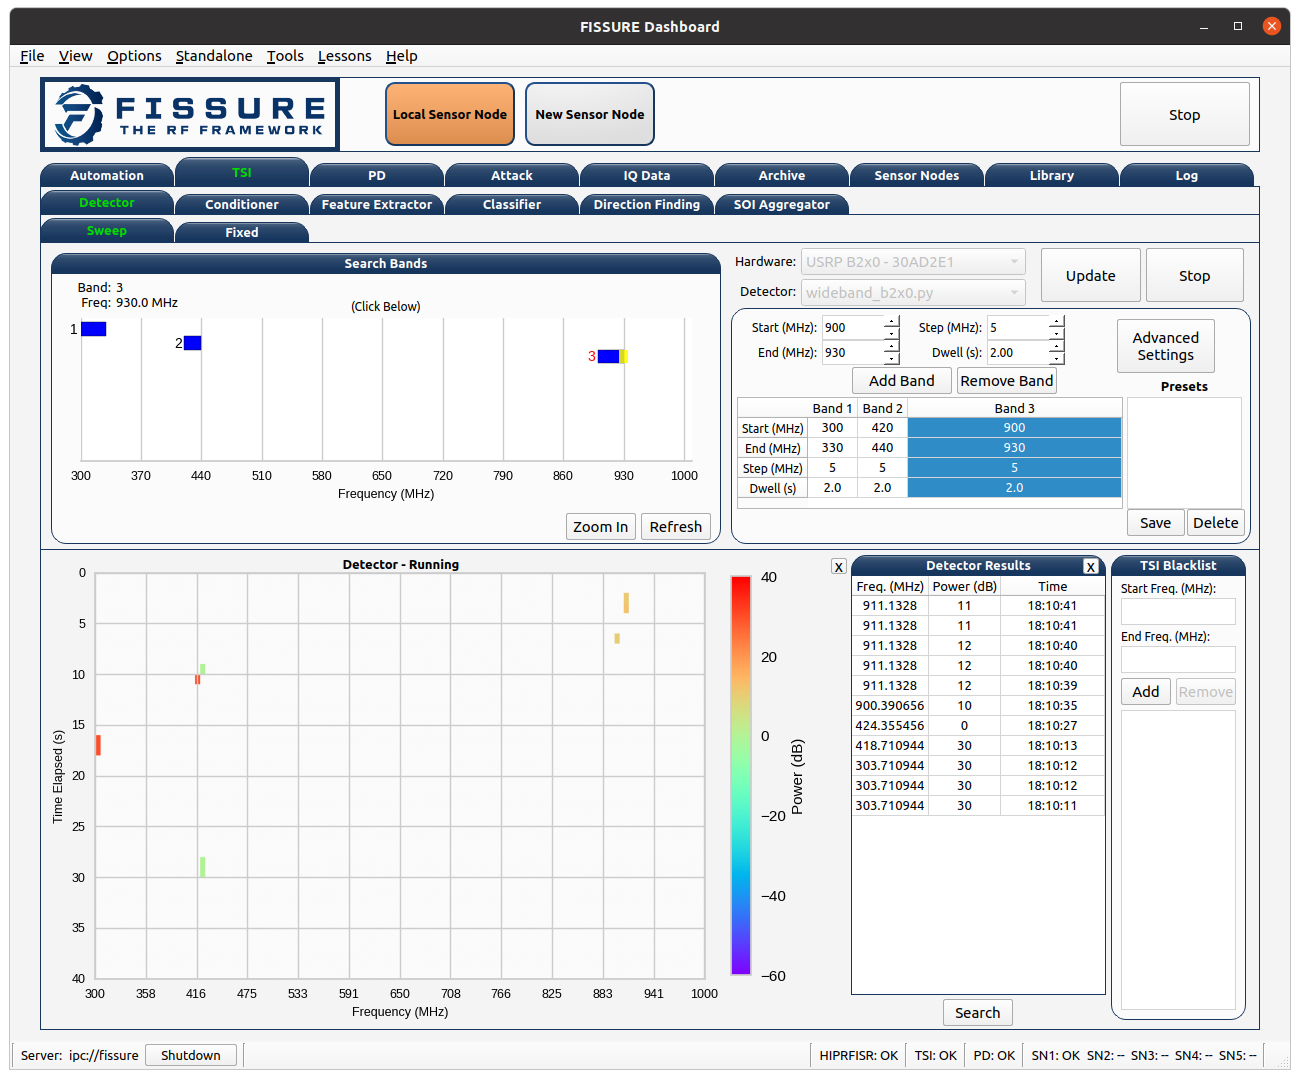 FISSURE Dashboard
File View Options Standalone Tools Lessons Help
FISSURE
THE RF FRAMEWORK
Local Sensor Node
New Sensor Node
Stop
Automation TSI PD Attack IQ Data Archive Sensor Nodes Library Log
Detector Conditioner Feature Extractor Classifier Direction Finding SOI Aggregator
Sweep Fixed
Search Bands
Band: 3
Freq: 930.0 MHz
(Click Below)
1
2
3
300 370 440 510 580 650 720 790 860 930 1000
Frequency (MHz)
Zoom In Refresh
Hardware: USRP B2x0 - 30AD2E1
Detector: wideband_b2x0.py
Update Stop
Start (MHz): 900 Step (MHz): 5
End (MHz): 930 Dwell (s): 2.00
Advanced
Settings
Add Band Remove Band
Presets
Band 1 Band 2 Band 3
Start (MHz) 300 420 900
End (MHz) 330 440 930
Step (MHz) 5 5 5
Dwell (s) 2.0 2.0 2.0
Save Delete
Detector - Running
X
0
5
10
15
20
25
30
35
40
Time Elapsed (s)
300 358 416 475 533 591 650 708 766 825 883 941 1000
Frequency (MHz)
40
20
0
−20
−40
−60
Power (dB)
Detector Results X
Freq. (MHz) Power (dB) Time
911.1328 11 18:10:41
911.1328 11 18:10:41
911.1328 12 18:10:40
911.1328 12 18:10:40
911.1328 12 18:10:39
900.390656 10 18:10:35
424.355456 0 18:10:27
418.710944 30 18:10:13
303.710944 30 18:10:12
303.710944 30 18:10:12
303.710944 30 18:10:11
Search
TSI Blacklist
Start Freq. (MHz):
End Freq. (MHz):
Add Remove
Server: ipc://fissure Shutdown
HIPRFISR: OK TSI: OK PD: OK SN1: OK SN2: -- SN3: -- SN4: -- SN5: --